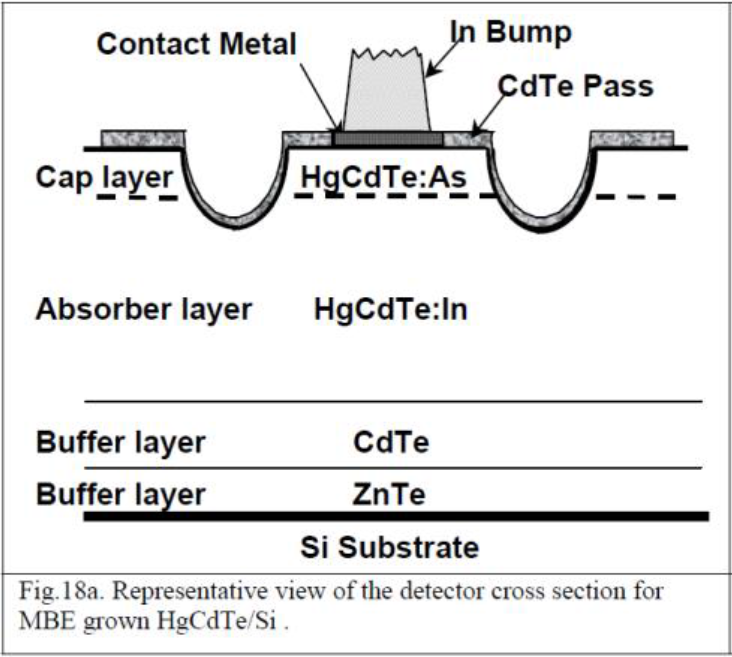 Contact Metal
In Bump
CdTe Pass
Cap layer
HgCdTe:As
Absorber layer
HgCdTe:In
Buffer layer
CdTe
Buffer layer
ZnTe
Si Substrate
Fig.18a. Representative view of the detector cross section for
MBE grown HgCdTe/Si .